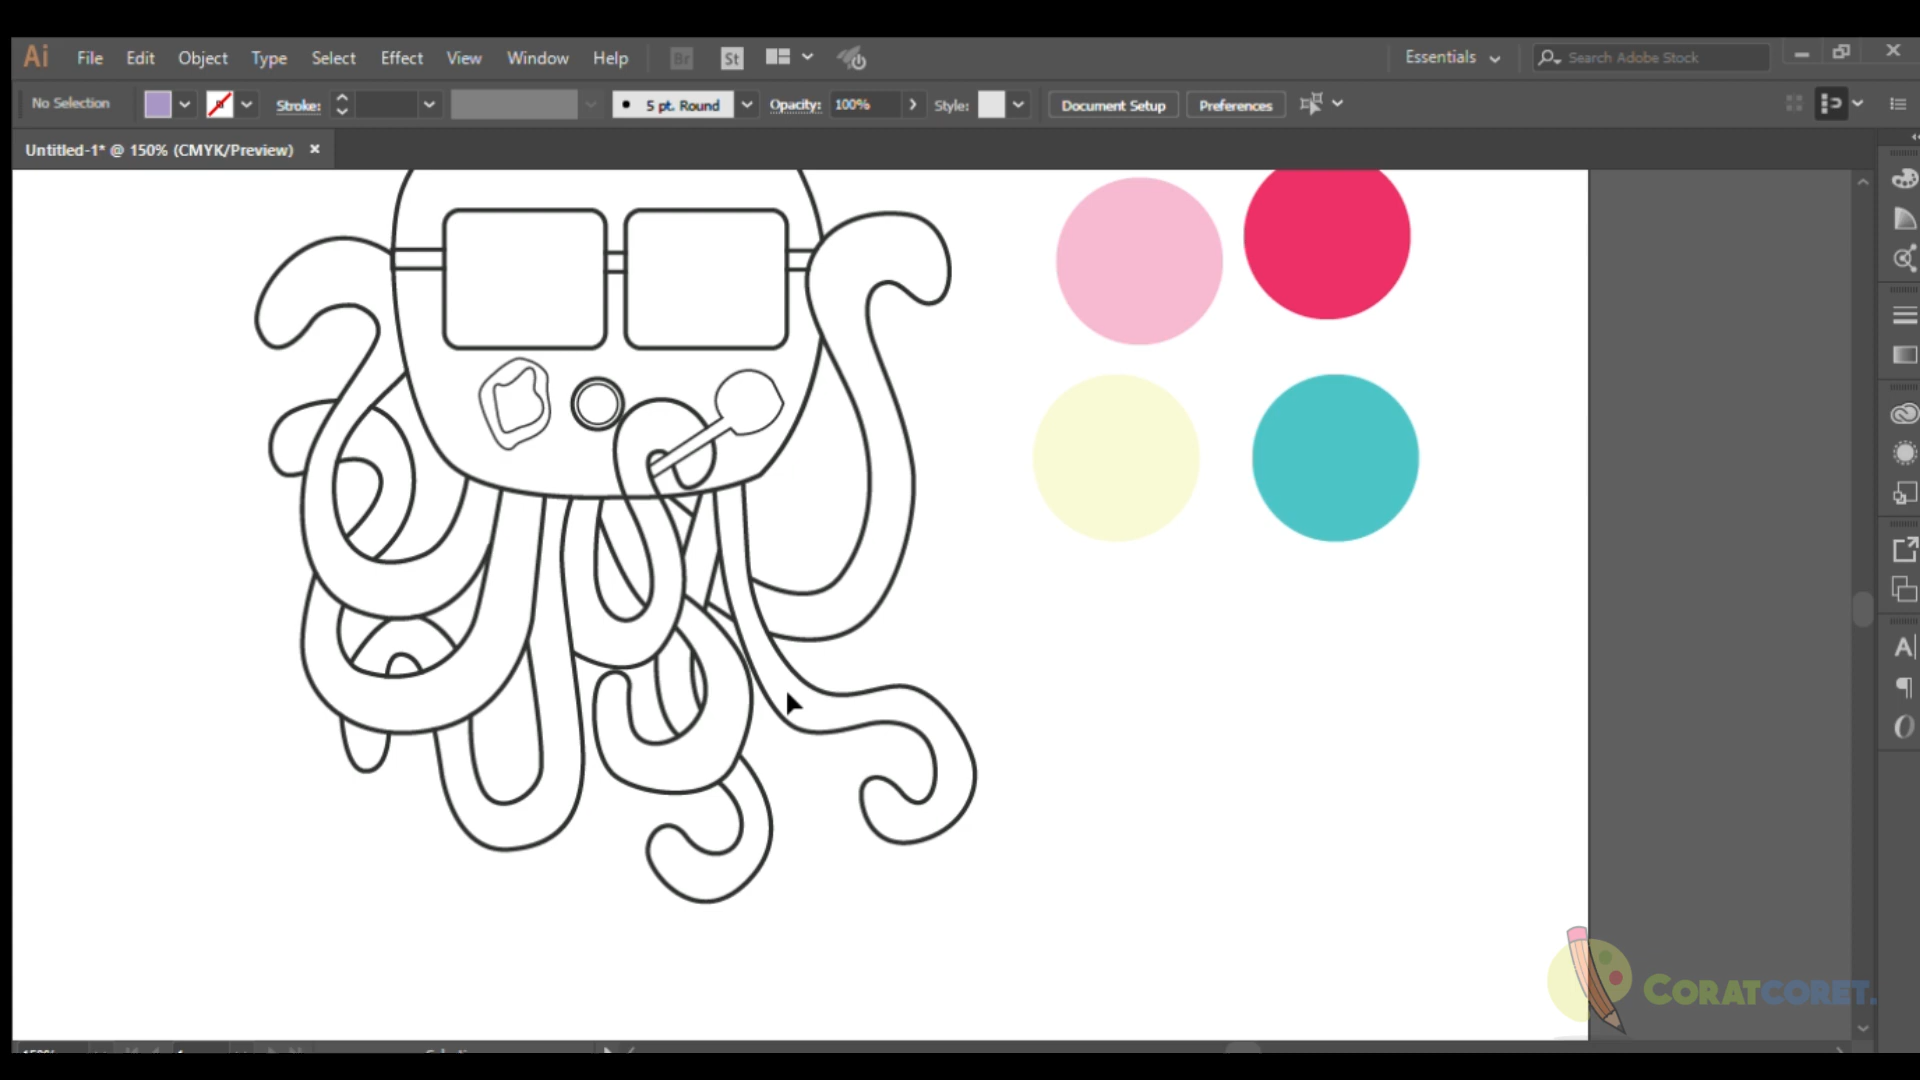 Ai File Edit Object Type Select Effect View Window Help Br St Essentials Search Adobe Stock
No Selection Stroke: 5 pt. Round Opacity: 100% Style: Document Setup Preferences
Untitled-1* @ 150% (CMYK/Preview)
CORATCORET.